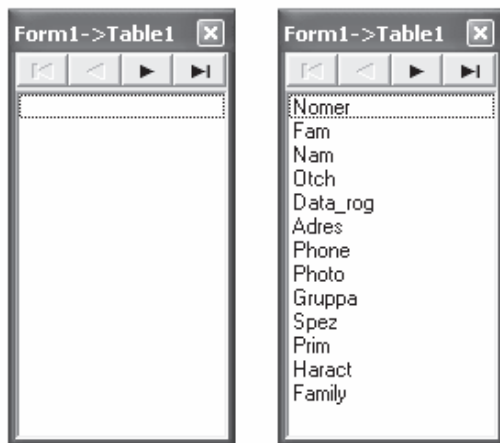 Form1->Table1
Form1->Table1
Nomer
Fam
Nam
Otch
Data_rog
Adres
Phone
Photo
Gruppa
Spez
Prim
Haract
Family